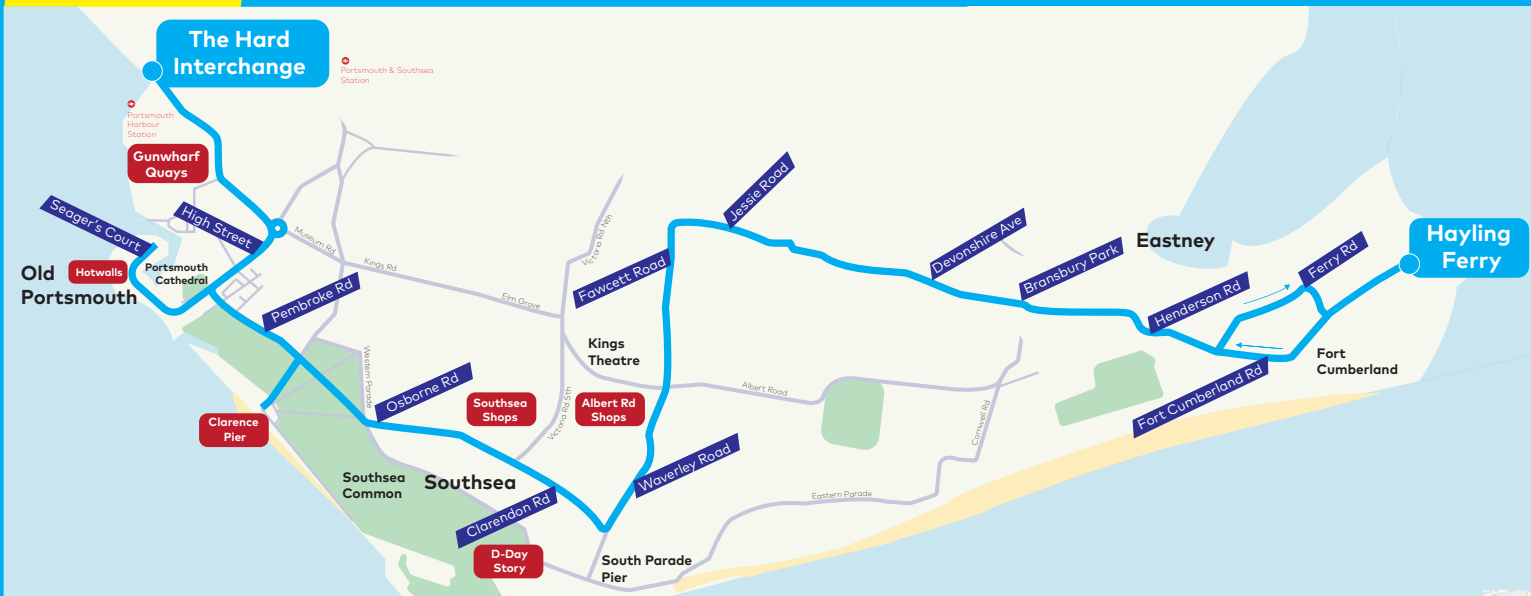 The Hard
Interchange
Portsmouth & Southsea
Station
Portsmouth
Harbour
Station
Gunwharf
Quays
Seager's Court
High Street
Old
Portsmouth
Hotwalls
Portsmouth
Cathedral
Museum Rd
Kings Rd
Elm Grove
Victoria Rd Nth
Pembroke Rd
Fawcett Road
Jessie Road
Devonshire Ave
Bransbury Park
Eastney
Henderson Rd
Ferry Rd
Hayling
Ferry
Fort
Cumberland
Fort Cumberland Rd
Kings
Theatre
Western Parade
Osborne Rd
Southsea
Shops
Victoria Rd Sth
Albert Rd
Shops
Albert Road
Cornwell Rd
Clarence
Pier
Southsea
Common
Southsea
Clarendon Rd
Waverley Road
Eastern Parade
D-Day
Story
South Parade
Pier